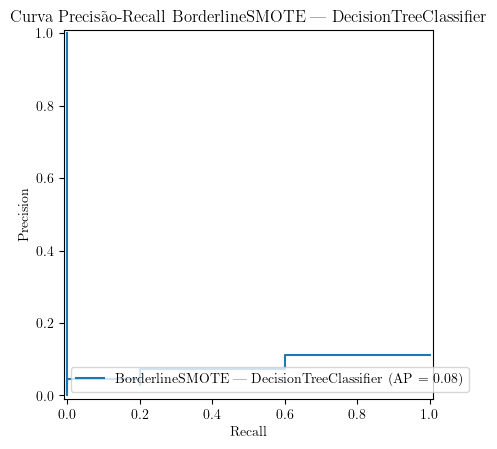 Curva Precisão-Recall BorderlineSMOTE — DecisionTreeClassifier
1.0
0.8
0.6
0.4
0.2
0.0
Precision
BorderlineSMOTE — DecisionTreeClassifier (AP = 0.08)
0.0 0.2 0.4 0.6 0.8 1.0
Recall